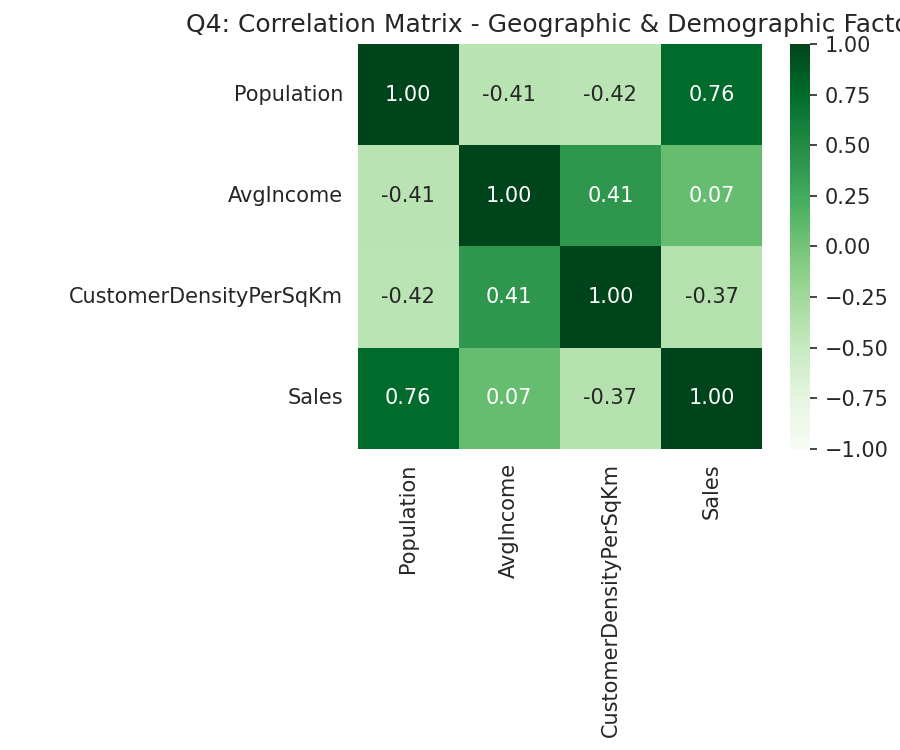 Q4: Correlation Matrix - Geographic & Demographic
Population 1.00 -0.41 -0.42 0.76
AvgIncome -0.41 1.00 0.41 0.07
CustomerDensityPerSqKm -0.42 0.41 1.00 -0.37
Sales 0.76 0.07 -0.37 1.00
Population
AvgIncome
CustomerDensityPerSqKm
Sales
1.00
0.75
0.50
0.25
0.00
−0.25
−0.50
−0.75
−1.00